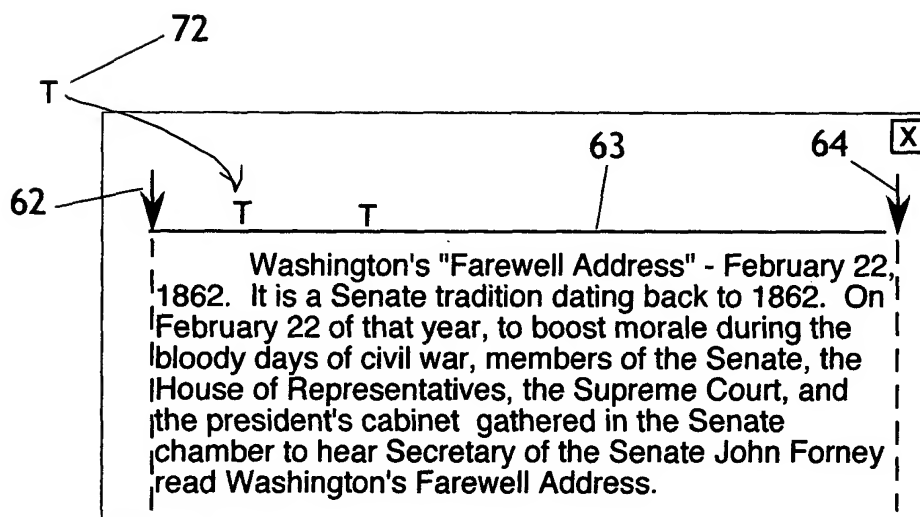 72
T
X
63
64
62
T T
Washington's "Farewell Address" - February 22,
1862. It is a Senate tradition dating back to 1862. On
February 22 of that year, to boost morale during the
bloody days of civil war, members of the Senate, the
House of Representatives, the Supreme Court, and
the president's cabinet gathered in the Senate
chamber to hear Secretary of the Senate John Forney
read Washington's Farewell Address.